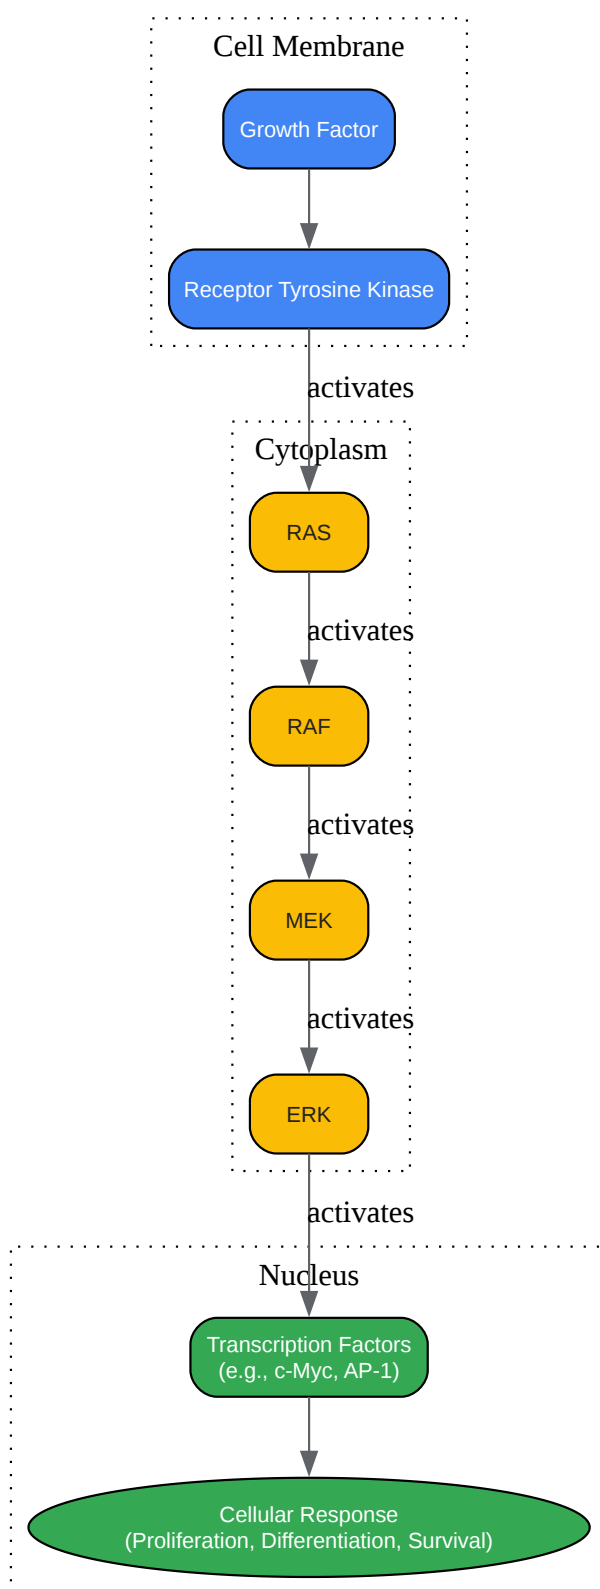 Cell Membrane
Growth Factor
Receptor Tyrosine Kinase
activates
Cytoplasm
RAS
activates
RAF
activates
MEK
activates
ERK
activates
Nucleus
Transcription Factors
(e.g., c-Myc, AP-1)
Cellular Response
(Proliferation, Differentiation, Survival)